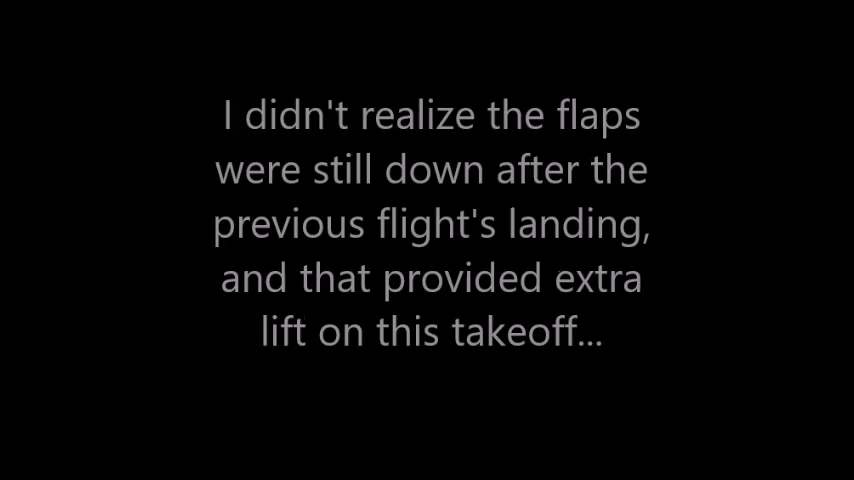 I didn't realize the flaps
were still down after the
previous flight's landing,
and that provided extra
lift on this takeoff...